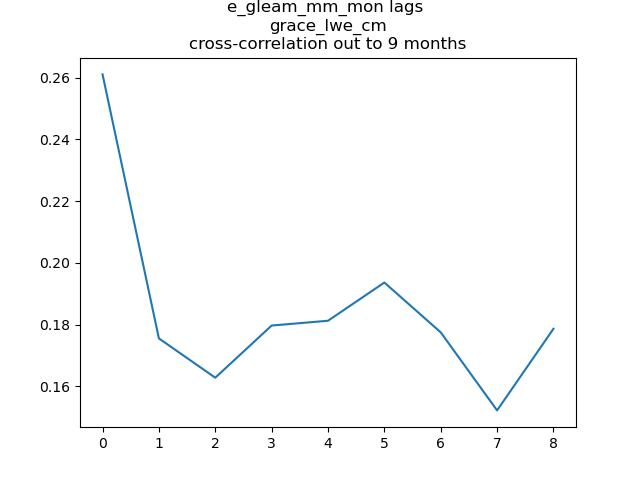 e_gleam_mm_mon lags
grace_lwe_cm
cross-correlation out to 9 months
0.26
0.24
0.22
0.20
0.18
0.16
0 1 2 3 4 5 6 7 8